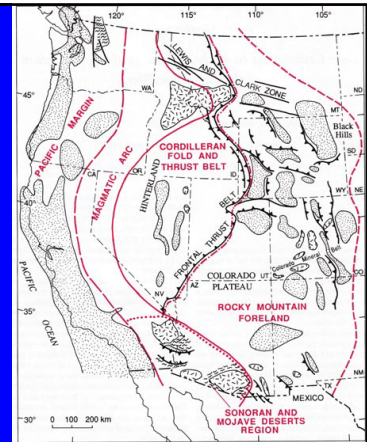 120°
115°
110°
105°
LEWIS AND
CLARK ZONE
WA
ND
MT
45°
Black
Hills
SD
PACIFIC MARGIN
MAGMATIC ARC
CORDILLERAN
FOLD AND
THRUST BELT
HINTERLAND
ID
OR
CA
WY
NE
40°
FRONTAL THRUST BELT
Colorado Mineral Belt
COLORADO
PLATEAU
UT
CO
NV
AZ
PACIFIC
OCEAN
35°
ROCKY MOUNTAIN
FORELAND
NM
TX
MEXICO
SONORAN AND
MOJAVE DESERTS
REGION
30°
0 100 200 km